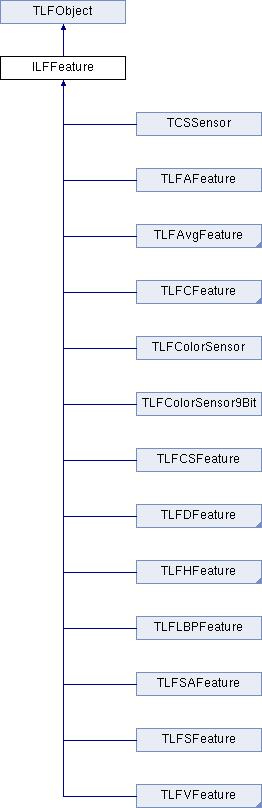 TLFObject
ILFFeature
TCSSensor
TLFAFeature
TLFAvgFeature
TLFCFeature
TLFColorSensor
TLFColorSensor9Bit
TLFCSFeature
TLFDFeature
TLFHFeature
TLFLBPFeature
TLFSAFeature
TLFSFeature
TLFVFeature